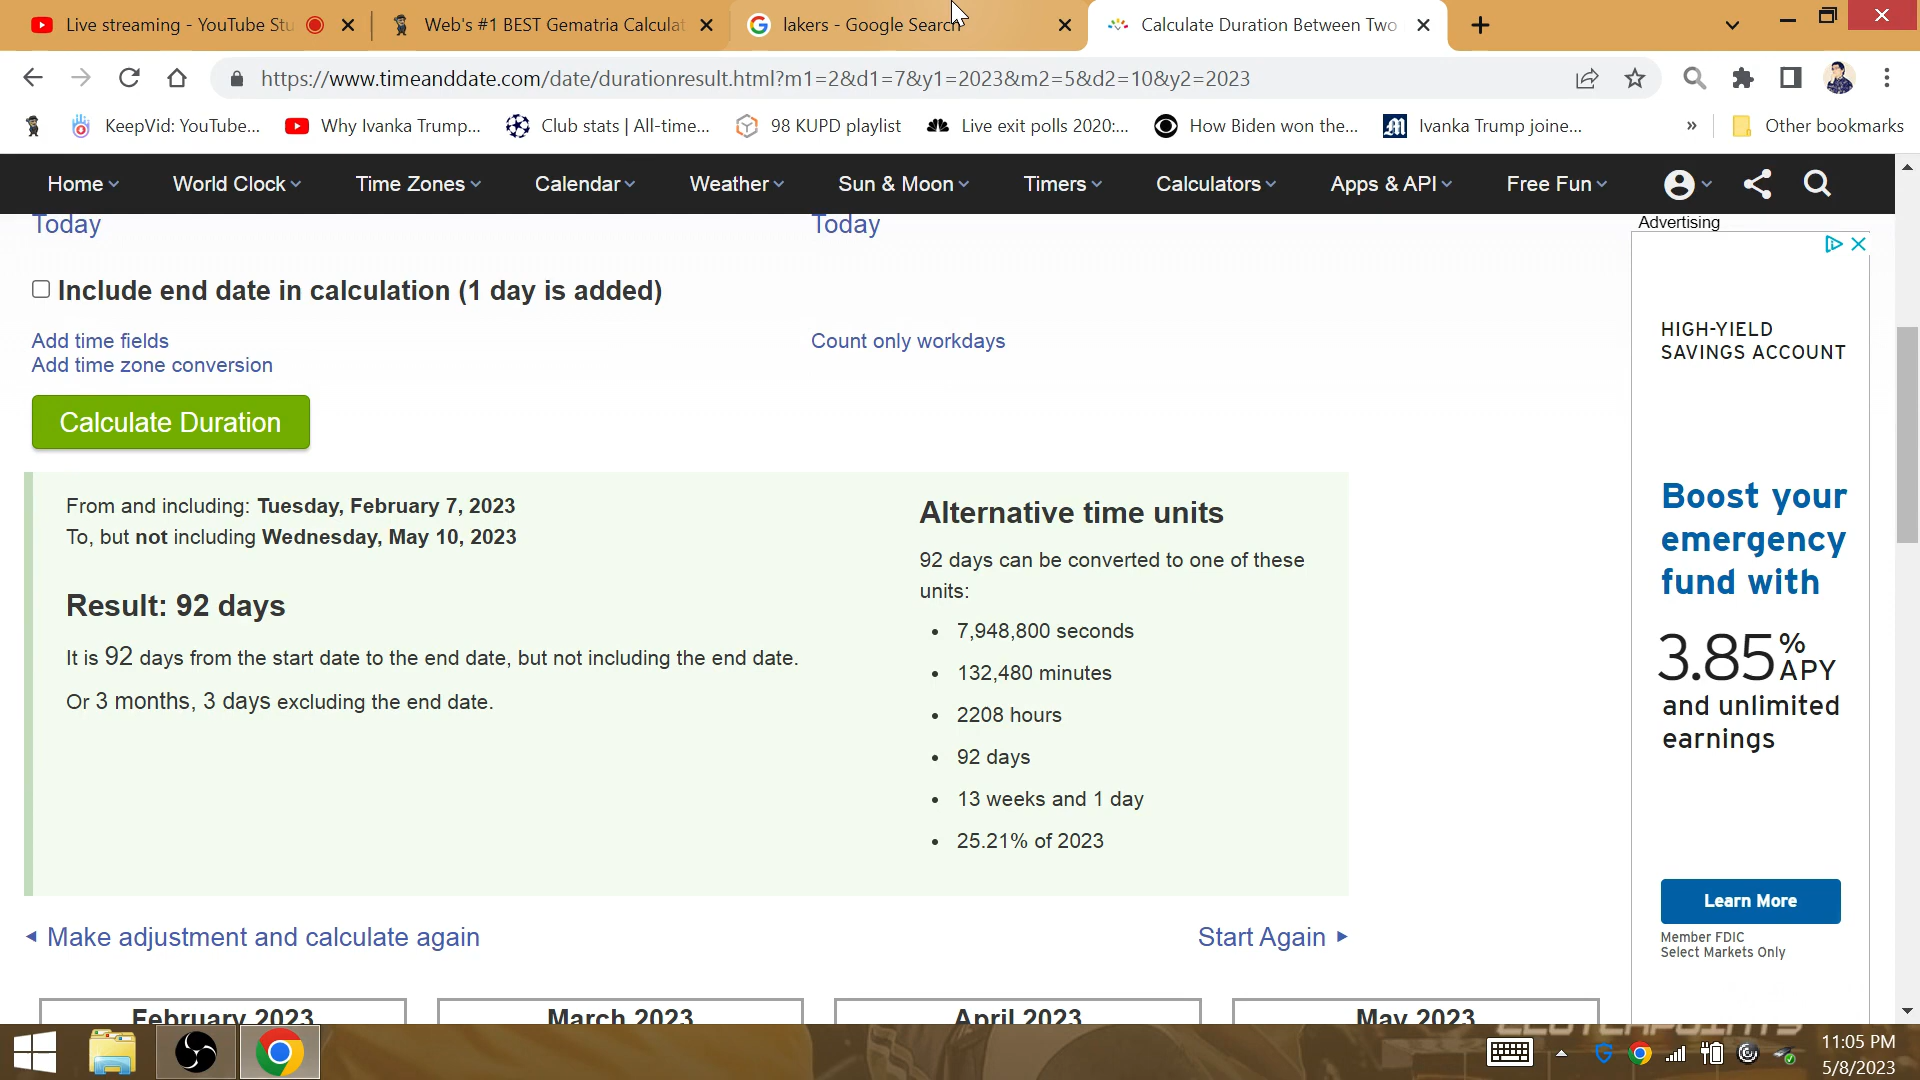 Live streaming - YouTube Stu
Web's #1 BEST Gematria Calculat
lakers - Google Search
Calculate Duration Between Two
https://www.timeanddate.com/date/durationresult.html?m1=2&d1=7&y1=2023&m2=5&d2=10&y2=2023
KeepVid: YouTube...
Why Ivanka Trump...
Club stats | All-time...
98 KUPD playlist
Live exit polls 2020:...
How Biden won the...
Ivanka Trump joine...
»
Other bookmarks
Home
World Clock
Time Zones
Calendar
Weather
Sun & Moon
Timers
Calculators
Apps & API
Free Fun
Today
Today
Advertising
Include end date in calculation (1 day is added)
Add time fields
Count only workdays
Add time zone conversion
Calculate Duration
From and including: Tuesday, February 7, 2023
To, but not including Wednesday, May 10, 2023
Result: 92 days
It is 92 days from the start date to the end date, but not including the end date.
Or 3 months, 3 days excluding the end date.
Alternative time units
92 days can be converted to one of these
units:
• 7,948,800 seconds
• 132,480 minutes
• 2208 hours
• 92 days
• 13 weeks and 1 day
• 25.21% of 2023
Make adjustment and calculate again
Start Again
February 2023
March 2023
April 2023
May 2023
HIGH-YIELD
SAVINGS ACCOUNT
Boost your
emergency
fund with
3.85% APY
and unlimited
earnings
Learn More
Member FDIC
Select Markets Only
CLUTCHPOINTS
11:05 PM
5/8/2023